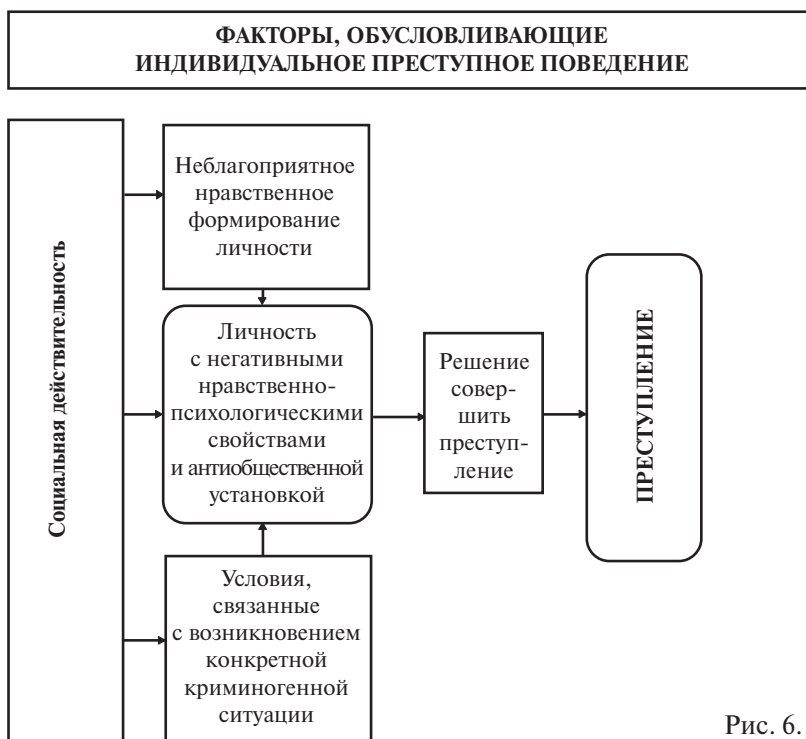 ФАКТОРЫ, ОБУСЛОВЛИВАЮЩИЕ
ИНДИВИДУАЛЬНОЕ ПРЕСТУПНОЕ ПОВЕДЕНИЕ
Социальная действительность
Неблагоприятное
нравственное
формирование
личности
Личность
с негативными
нравственно-
психологическими
свойствами
и антиобщественной
установкой
Условия,
связанные
с возникновением
конкретной
криминогенной
ситуации
Решение
совер-
шить
преступ-
ление
ПРЕСТУПЛЕНИЕ
Рис. 6.